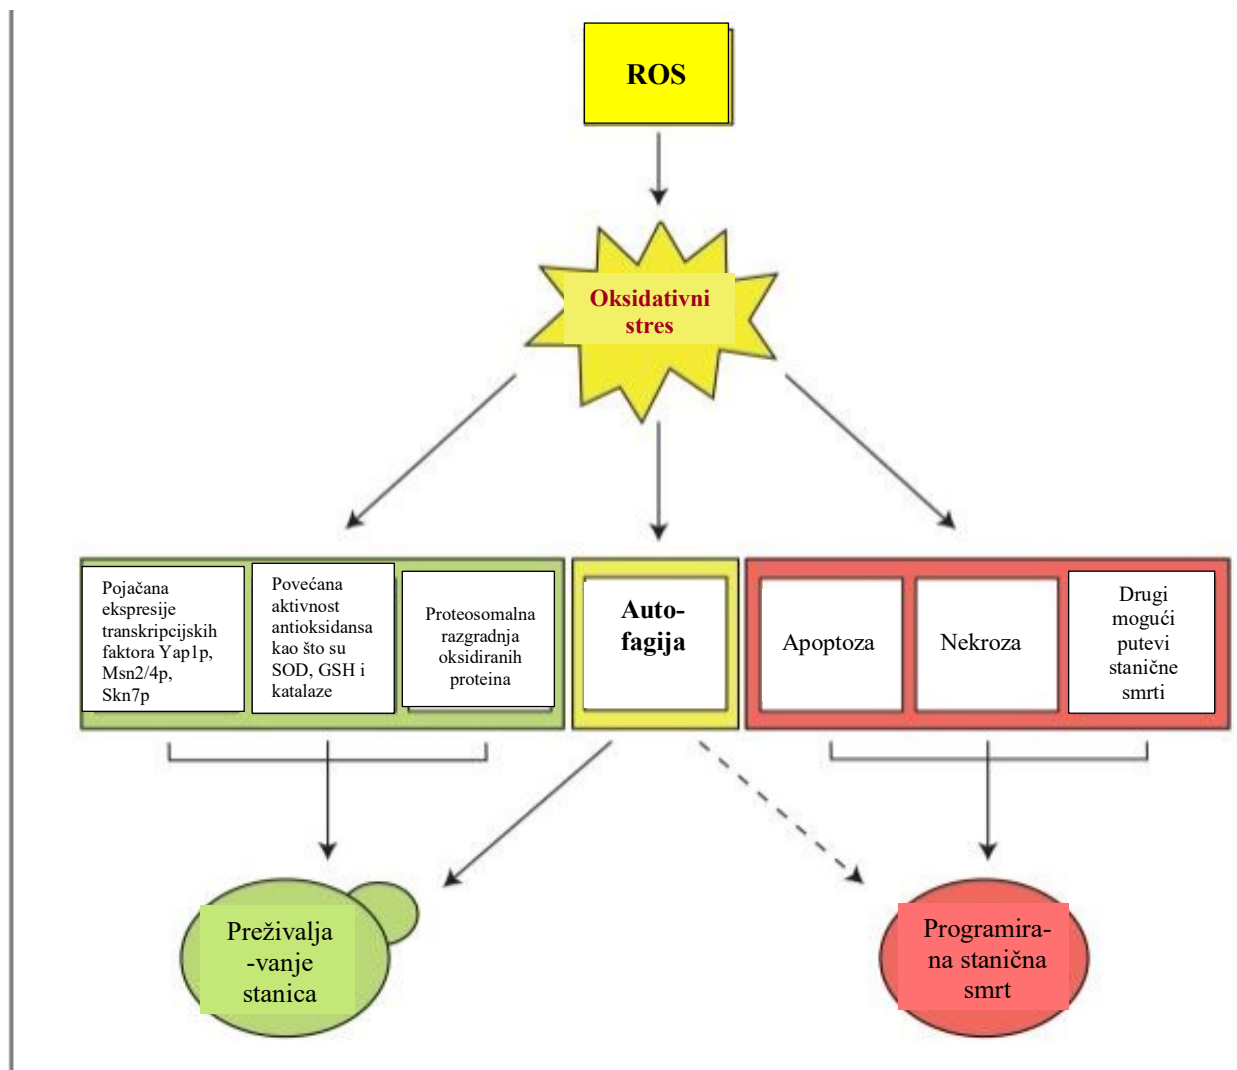 ROS
Oksidativni
stres
Pojačana
ekspresije
transkripcijskih
faktora Yap1p,
Msn2/4p,
Skn7p
Povećana
aktivnost
antioksidansa
kao što su
SOD, GSH i
katalaze
Proteosomalna
razgradnja
oksidiranih
proteina
Auto-
fagija
Apoptoza
Nekroza
Drugi
mogući
putevi
stanične
smrti
Preživalja
-vanje
stanica
Programira-
na stanična
smrt